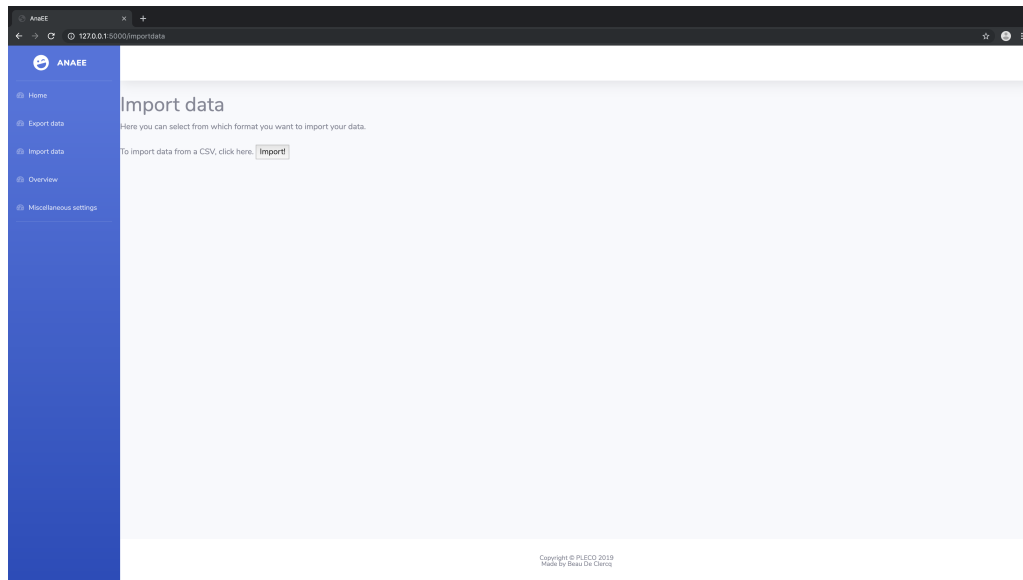 AnaEE
127.0.0.1:5000/importdata
ANAEE
Home
Export data
Import data
Overview
Miscellaneous settings
Import data
Here you can select from which format you want to import your data.
To import data from a CSV, click here. Import!
Copyright © PLECO 2019
Made by Beau De Clercq